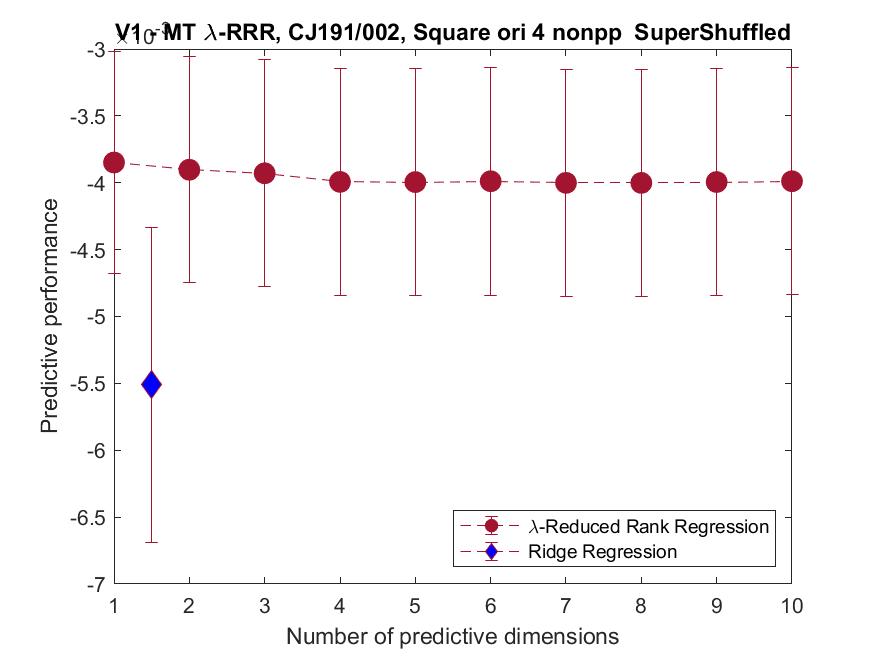 V1 - MT λ-RRR, CJ191/002, Square ori 4 nonpp SuperShuffled
×10⁻³
-3
-3.5
-4
-4.5
-5
-5.5
-6
-6.5
-7
Predictive performance
λ-Reduced Rank Regression
Ridge Regression
1 2 3 4 5 6 7 8 9 10
Number of predictive dimensions